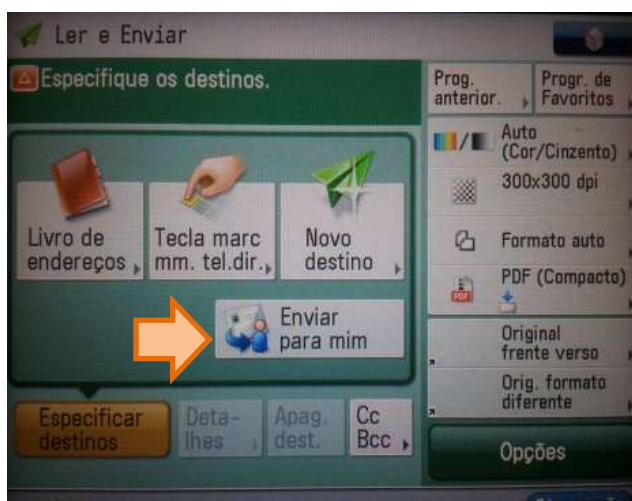 Ler e Enviar
Especifique os destinos.
Prog.
anterior.
Progr. de
Favoritos
Auto
(Cor/Cinzento)
300x300 dpi
Formato auto
PDF
PDF (Compacto)
Livro de
endereços
Tecla marc
mm. tel.dir.
Novo
destino
Enviar
para mim
Original
frente verso
Orig. formato
diferente
Especificar
destinos
Deta-
lhes
Apag.
dest.
Cc
Bcc
Opções